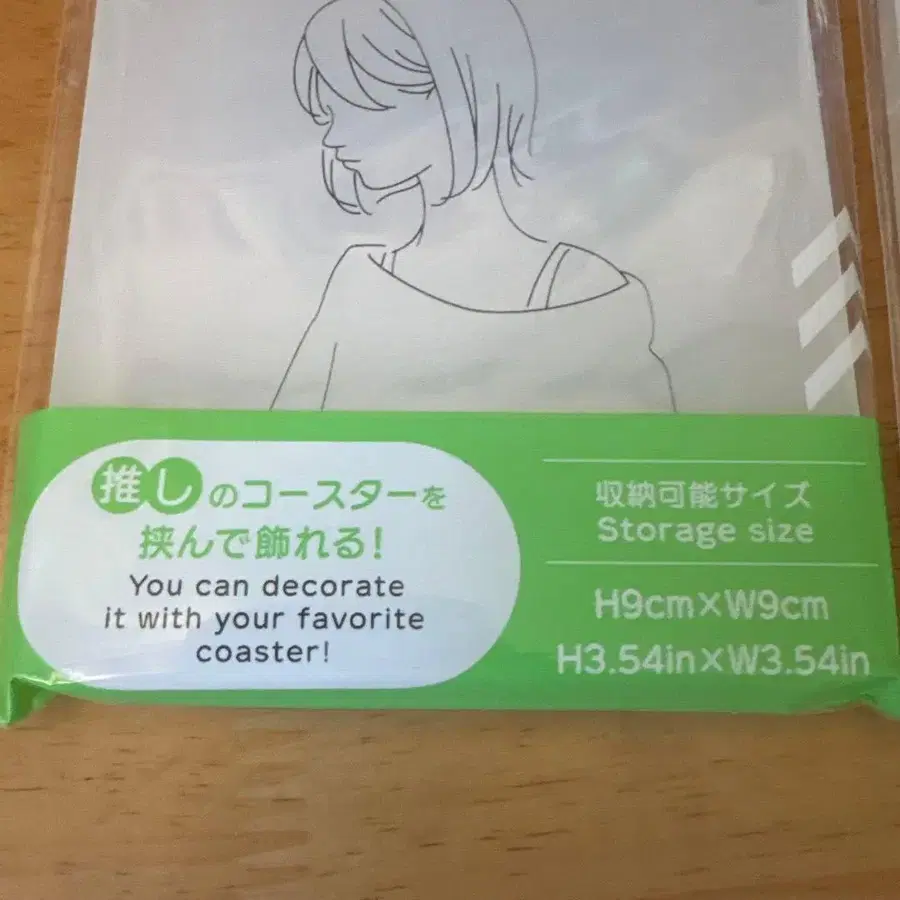 推しのコースターを
挟んで飾れる!
You can decorate
it with your favorite
coaster!
収納可能サイズ
Storage size
H9cm×W9cm
H3.54in×W3.54in